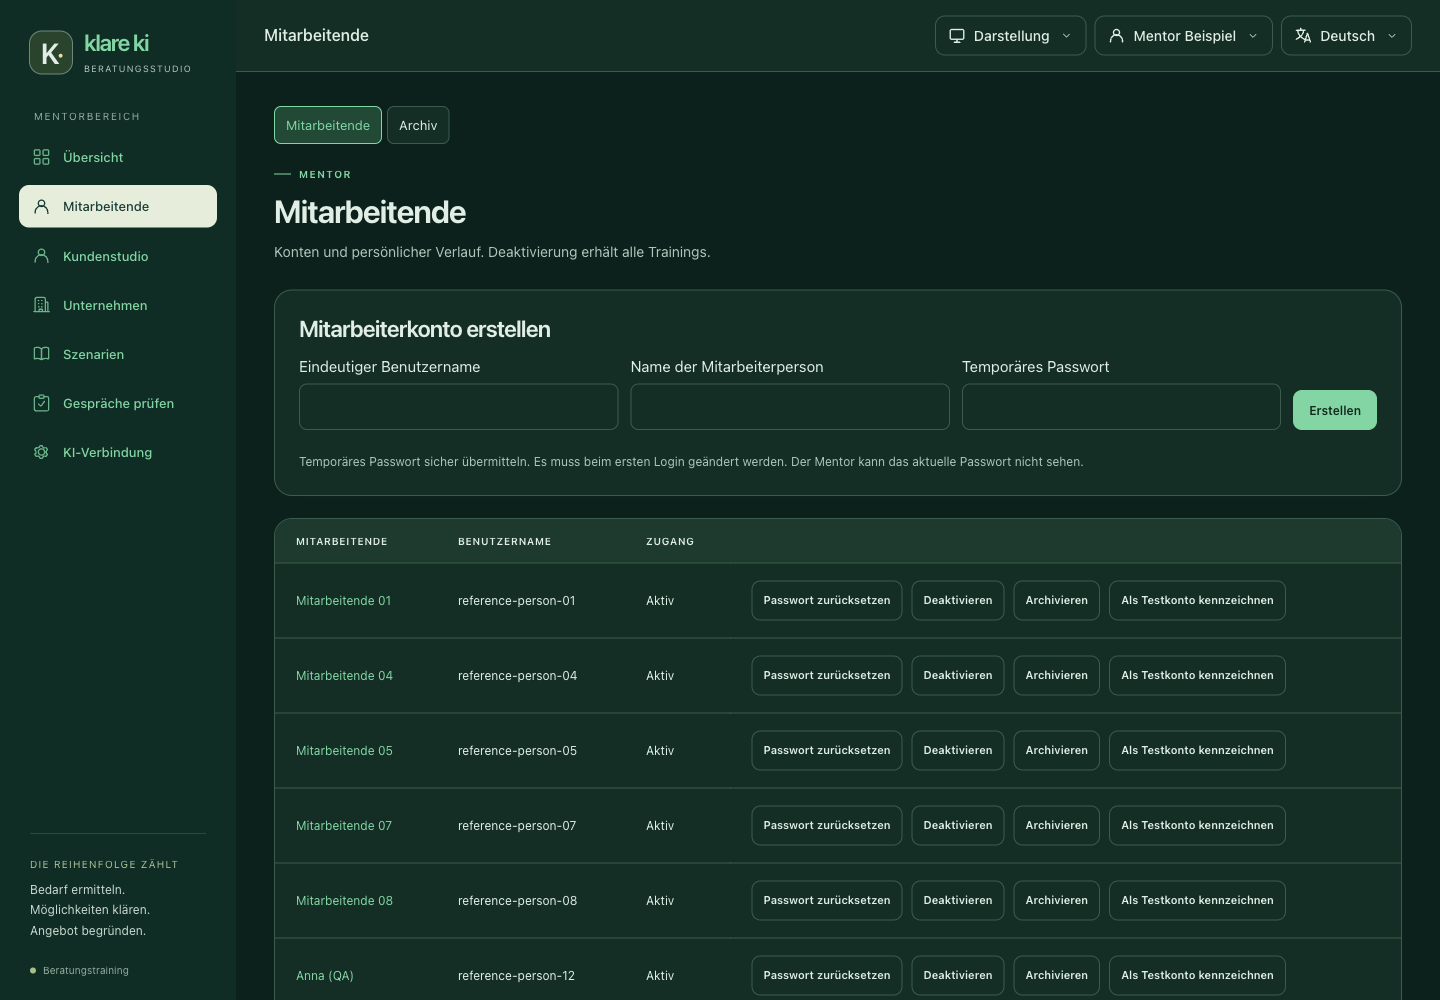 K
klare ki
BERATUNGSSTUDIO
MENTORBEREICH
Übersicht
Mitarbeitende
Kundenstudio
Unternehmen
Szenarien
Gespräche prüfen
KI-Verbindung
DIE REIHENFOLGE ZÄHLT
Bedarf ermitteln.
Möglichkeiten klären.
Angebot begründen.
Beratungstraining
Mitarbeitende
Darstellung
Mentor Beispiel
Deutsch
Mitarbeitende
Archiv
MENTOR
Mitarbeitende
Konten und persönlicher Verlauf. Deaktivierung erhält alle Trainings.
Mitarbeiterkonto erstellen
Eindeutiger Benutzername Name der Mitarbeiterperson Temporäres Passwort
Erstellen
Temporäres Passwort sicher übermitteln. Es muss beim ersten Login geändert werden. Der Mentor kann das aktuelle Passwort nicht sehen.
MITARBEITENDE BENUTZERNAME ZUGANG
Mitarbeitende 01 reference-person-01 Aktiv Passwort zurücksetzen Deaktivieren Archivieren Als Testkonto kennzeichnen
Mitarbeitende 04 reference-person-04 Aktiv Passwort zurücksetzen Deaktivieren Archivieren Als Testkonto kennzeichnen
Mitarbeitende 05 reference-person-05 Aktiv Passwort zurücksetzen Deaktivieren Archivieren Als Testkonto kennzeichnen
Mitarbeitende 07 reference-person-07 Aktiv Passwort zurücksetzen Deaktivieren Archivieren Als Testkonto kennzeichnen
Mitarbeitende 08 reference-person-08 Aktiv Passwort zurücksetzen Deaktivieren Archivieren Als Testkonto kennzeichnen
Anna (QA) reference-person-12 Aktiv Passwort zurücksetzen Deaktivieren Archivieren Als Testkonto kennzeichnen